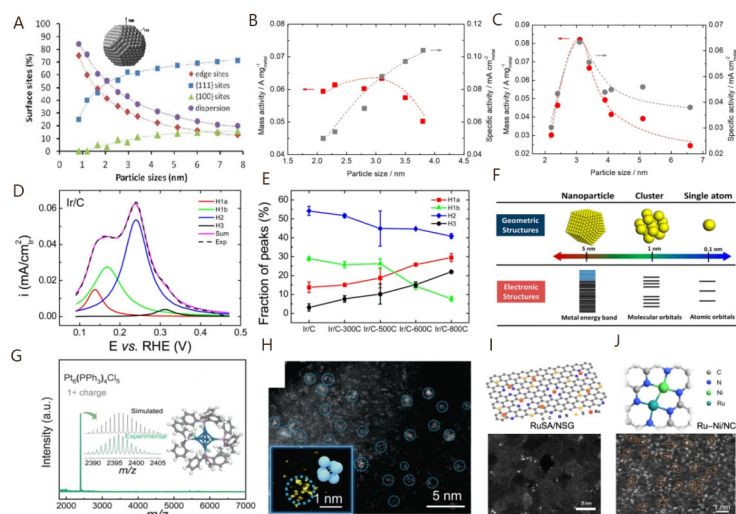 A
Surface sites (%)
100
90
80
70
60
50
40
30
20
10
0
edge sites
{111} sites
{100} sites
dispersion
0 1 2 3 4 5 6 7 8
Particle sizes (nm)
B
Mass activity / A mg⁻¹metal
0.08
0.07
0.06
0.05
0.04
Specific activity / mA cm⁻²metal
0.12
0.10
0.08
0.06
0.04
1.5 2.0 2.5 3.0 3.5 4.0
Particle size / nm
C
Mass activity / A mg⁻¹metal
0.09
0.08
0.07
0.06
0.05
0.04
0.03
0.02
Specific activity / mA cm⁻²metal
0.07
0.06
0.05
0.04
0.03
2 3 4 5 6 7
Particle size / nm
D
Ir/C
H1a
H1b
H2
H3
Sum
Exp
i (mA/cm²Ir)
0.06
0.04
0.02
0.00
0.1 0.2 0.3 0.4 0.5
E vs. RHE (V)
E
Fraction of peaks (%)
60
50
40
30
20
10
0
H1a
H1b
H2
H3
Ir/C Ir/C-300C Ir/C-500C Ir/C-600C Ir/C-800C
F
Nanoparticle Cluster Single atom
Geometric Structures
5 nm 1 nm 0.1 nm
Electronic Structures
Metal energy band Molecular orbitals Atomic orbitals
G
Pt₆(PPh₃)₄Cl₅
1+ charge
Simulated
Experimental
2390 2395 2400 2405
m/z
Intensity (a.u.)
2000 3000 4000 5000 6000 7000
m/z
H
1 nm
5 nm
I
RuSA/NSG
J
C
N
Ni
Ru
Ru–Ni/NC